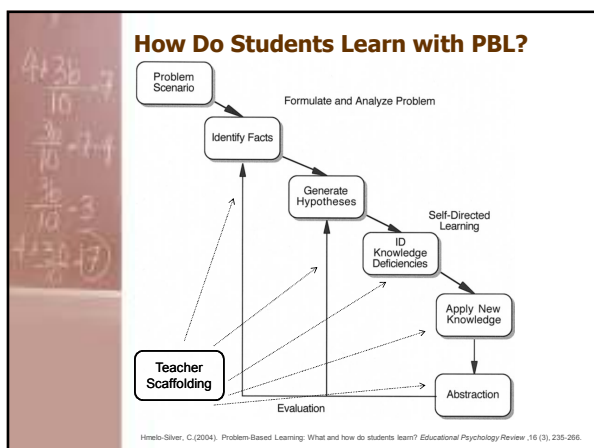 How Do Students Learn with PBL?
Problem
Scenario
Formulate and Analyze Problem
Identify Facts
Generate
Hypotheses
Self-Directed
Learning
ID
Knowledge
Deficiencies
Apply New
Knowledge
Teacher
Scaffolding
Abstraction
Evaluation
Hmelo-Silver, C.(2004). Problem-Based Learning: What and how do students learn? Educational Psychology Review ,16 (3), 235-266.